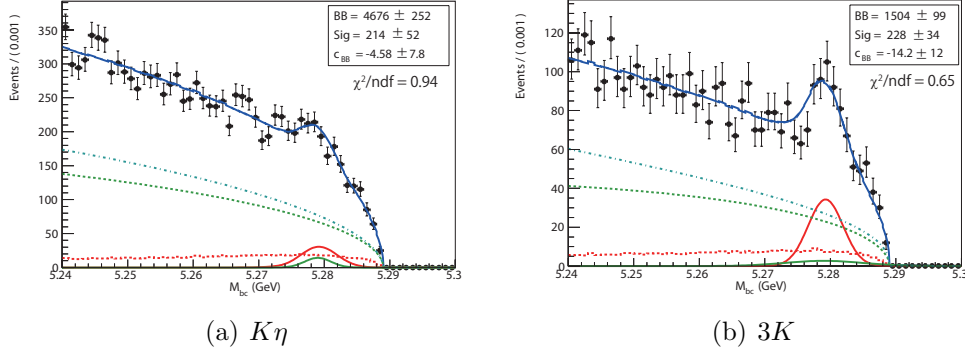 BB = 4676 ± 252
Sig = 214 ± 52
c_BB = -4.58 ± 7.8
χ²/ndf = 0.94
Events / ( 0.001 )
350
300
250
200
150
100
50
0
5.24
5.25
5.26
5.27
5.28
5.29
5.3
M_bc (GeV)
(a) Kη
BB = 1504 ± 99
Sig = 228 ± 34
c_BB = -14.2 ± 12
χ²/ndf = 0.65
Events / ( 0.001 )
120
100
80
60
40
20
0
5.24
5.25
5.26
5.27
5.28
5.29
5.3
M_bc (GeV)
(b) 3K